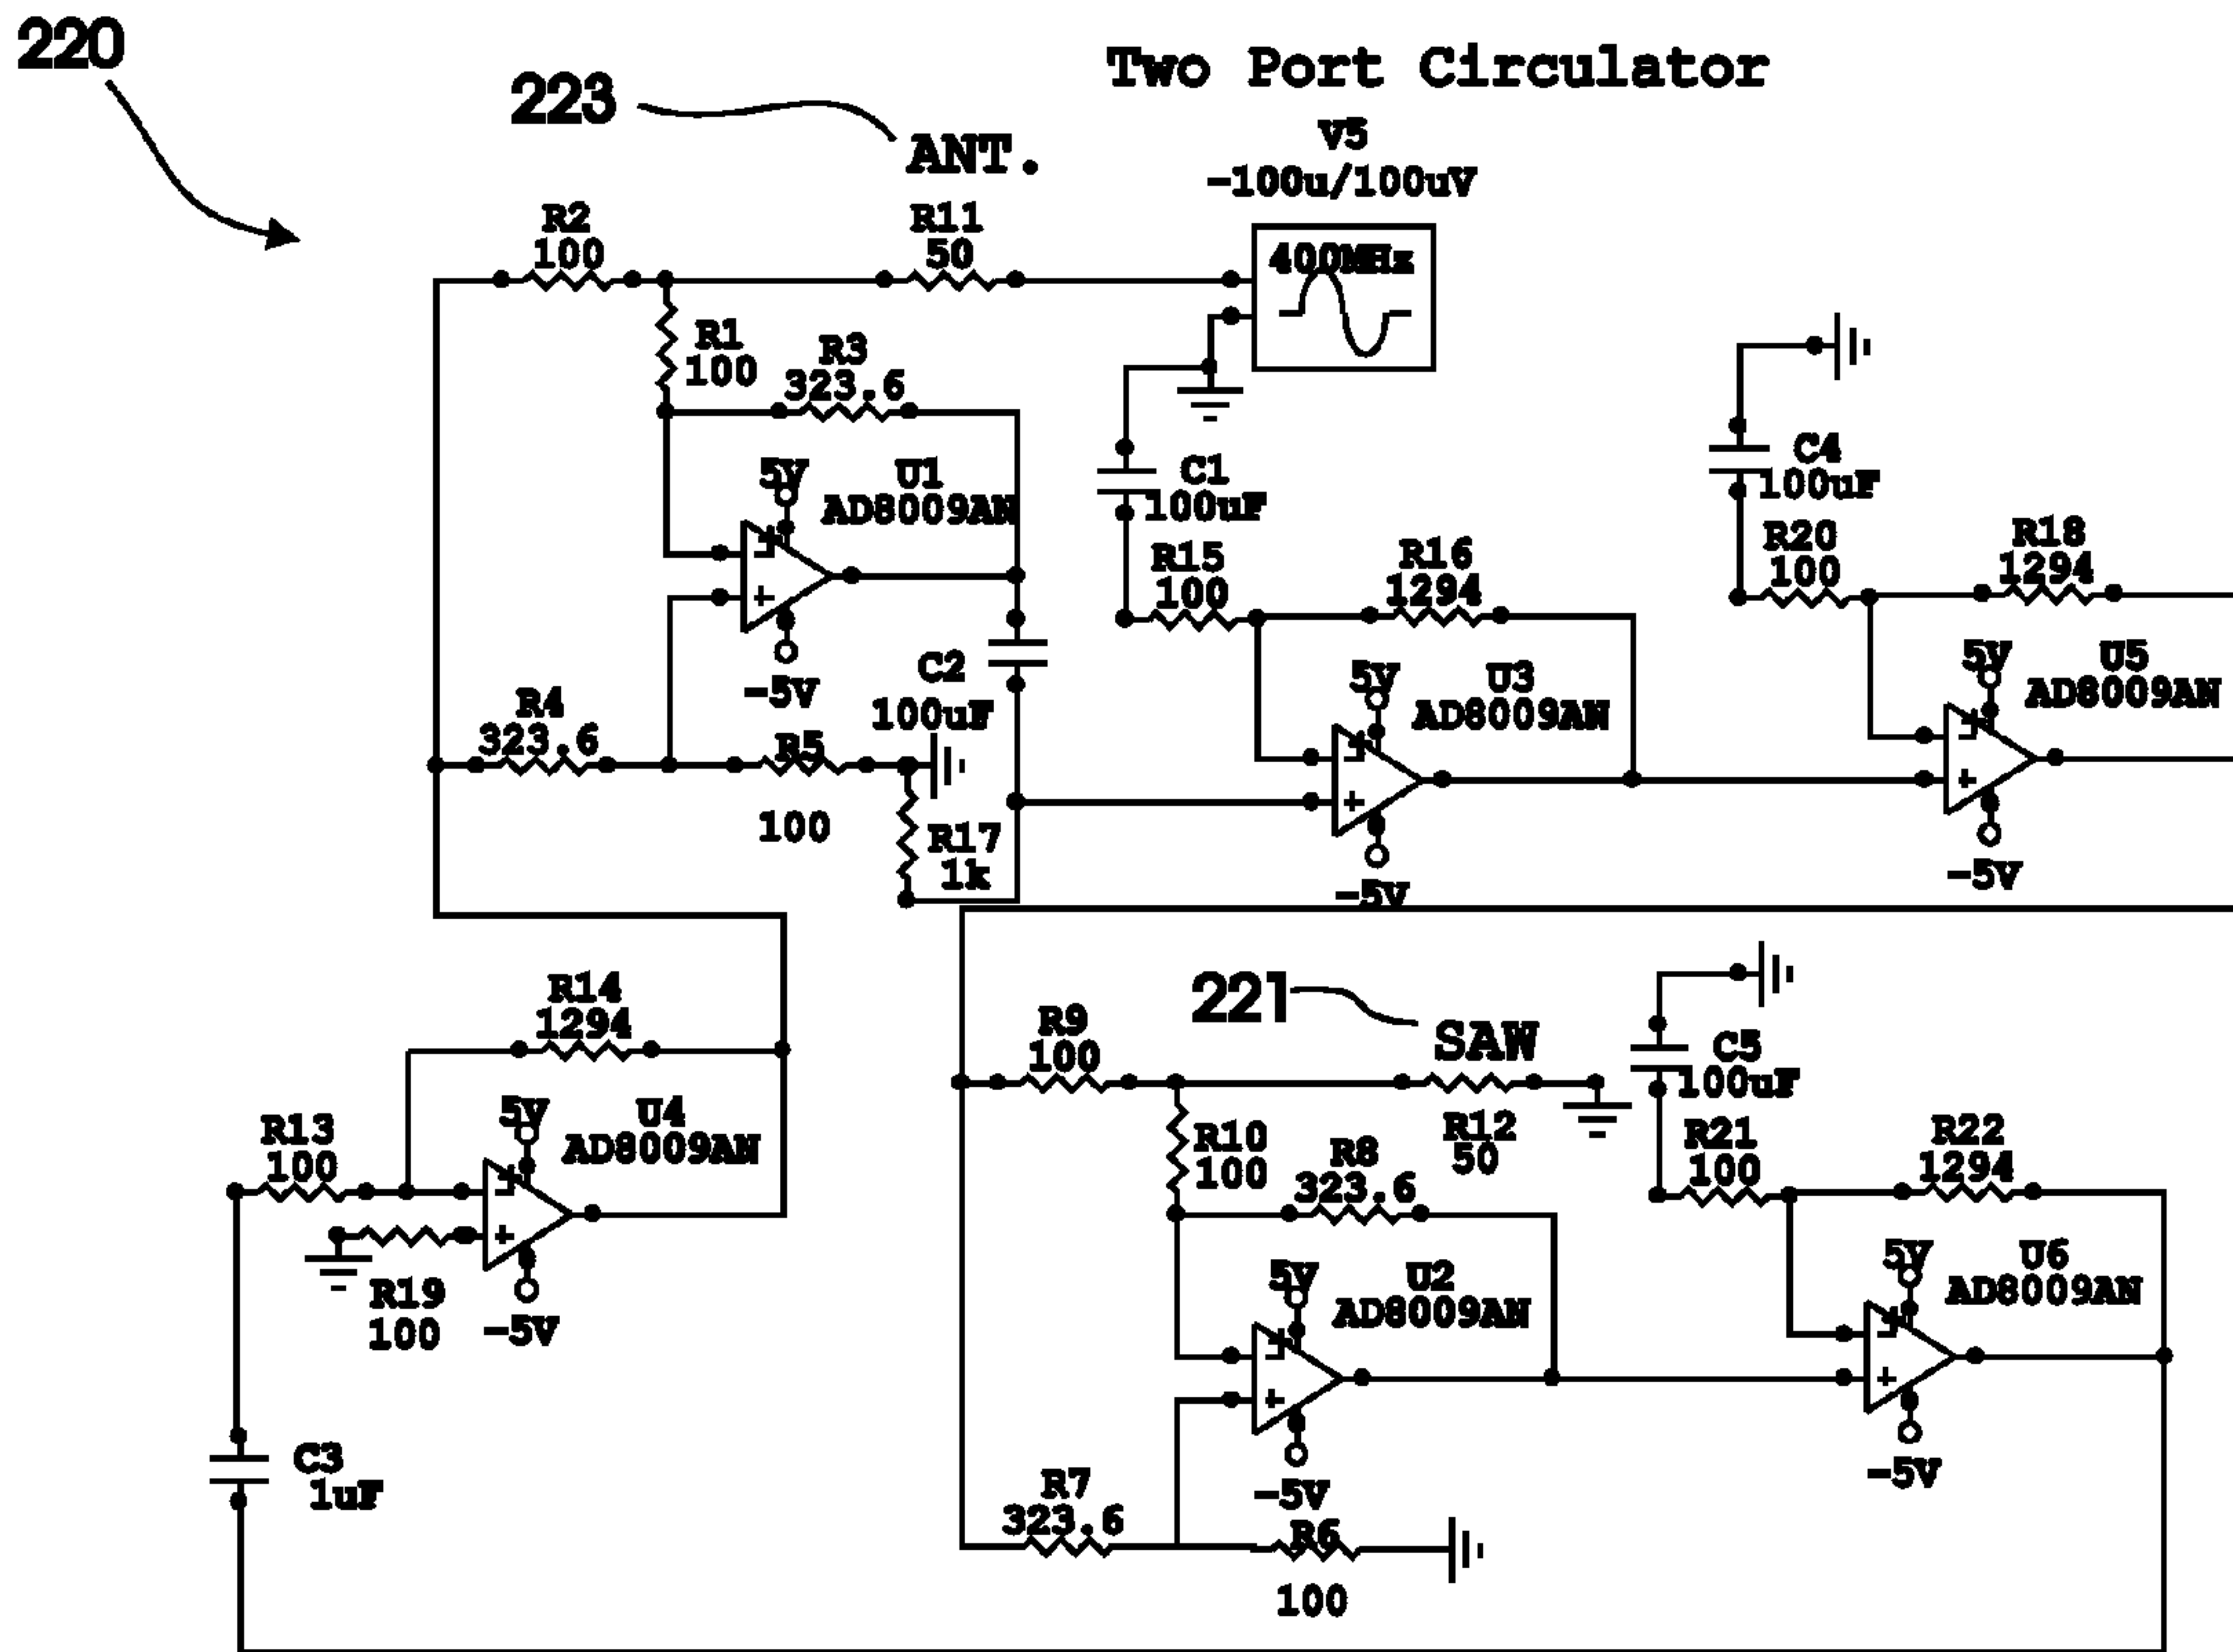 220
223
Two Port Circulator
ANT.
V5
-100u/100uV
R2
100
R11
50
400MHz
R1
100
R3
323.6
5V
U1
AD8009AN
-5V
C1
100uF
C4
100uF
R15
100
R16
1294
R20
100
R18
1294
C2
100uF
R4
323.6
R5
100
R17
1k
5V
U3
AD8009AN
-5V
5V
U5
AD8009AN
-5V
R14
1294
221
SAW
R9
100
C5
100uF
R13
100
5V
U4
AD8009AN
R19
100
-5V
R10
100
R8
323.6
R12
50
R21
100
R22
1294
5V
U2
AD8009AN
-5V
5V
U6
AD8009AN
-5V
C3
1uF
R7
323.6
R6
100